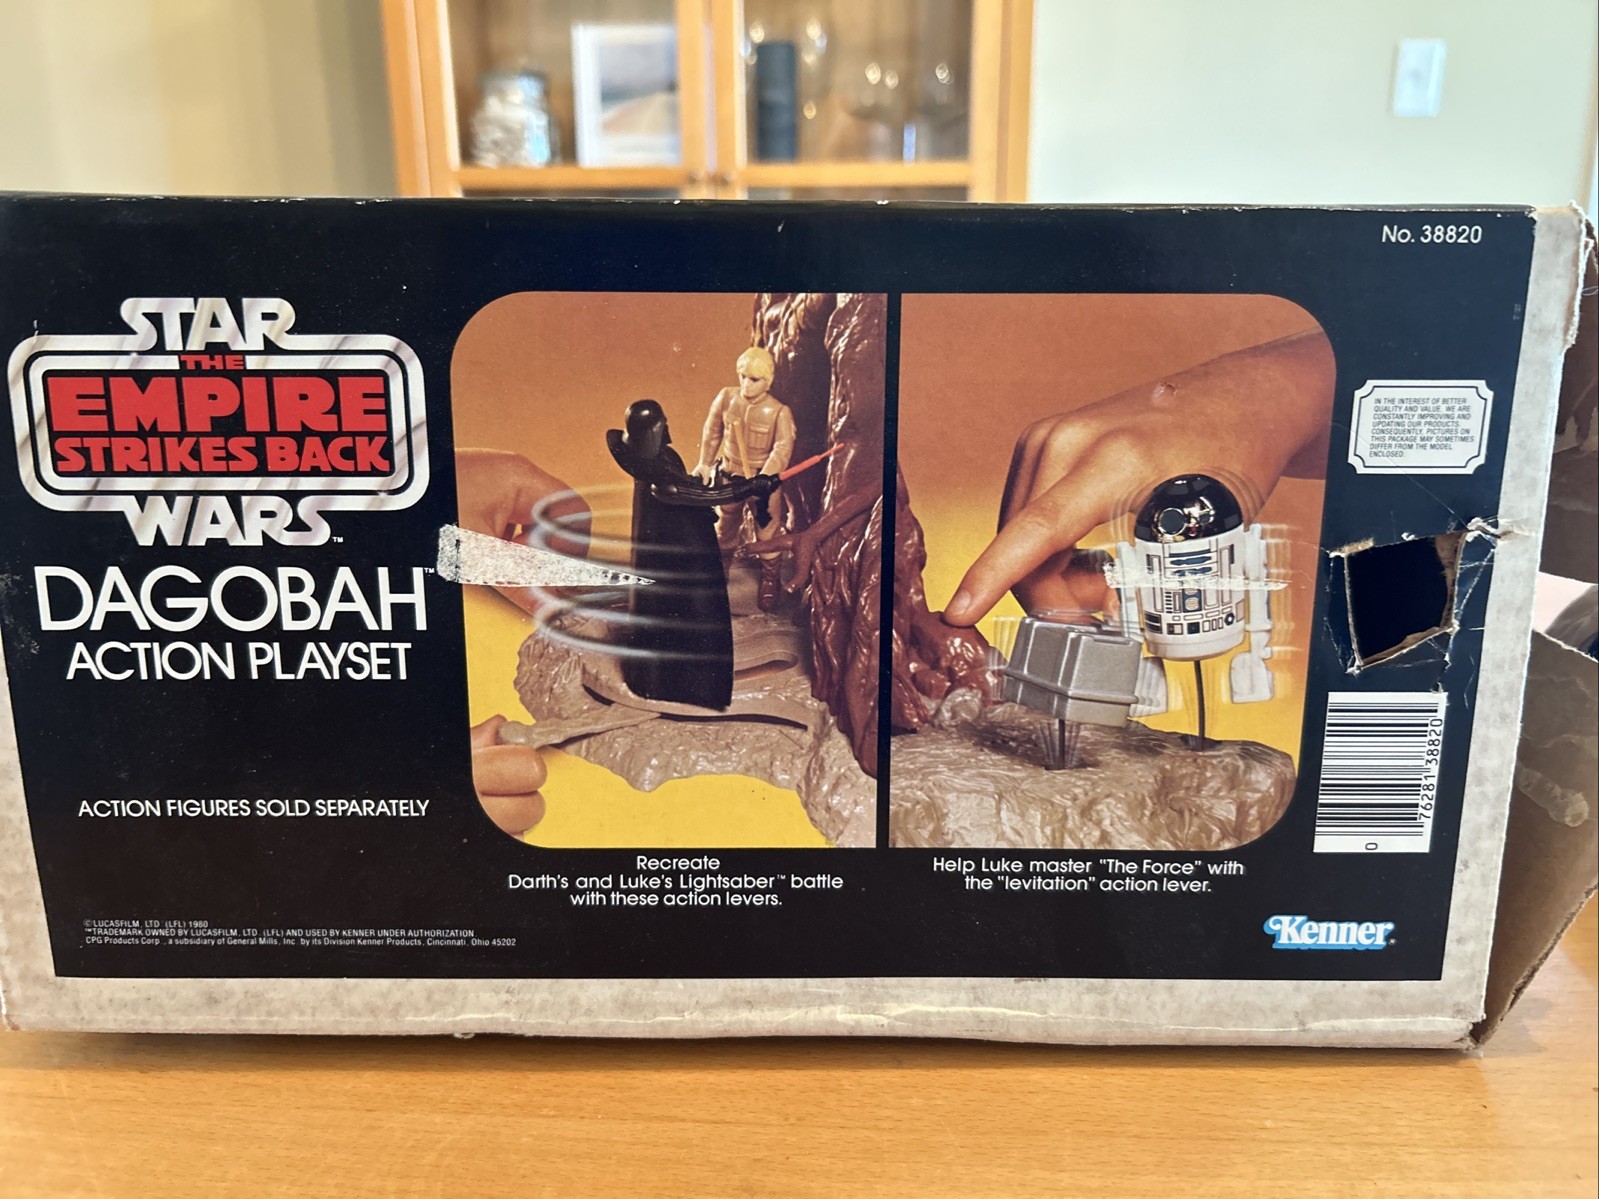 No. 38820
STAR
THE
EMPIRE
STRIKES BACK
WARS™
DAGOBAH™
ACTION PLAYSET
ACTION FIGURES SOLD SEPARATELY
© LUCASFILM, LTD. (LFL) 1980
™TRADEMARK OWNED BY LUCASFILM, LTD. (LFL) AND USED BY KENNER UNDER AUTHORIZATION.
CPG Products Corp., a subsidiary of General Mills, Inc. by its Division Kenner Products, Cincinnati, Ohio 45202
Recreate
Darth's and Luke's Lightsaber™ battle
with these action levers.
Help Luke master "The Force" with
the "levitation" action lever.
IN THE INTEREST OF BETTER
QUALITY AND VALUE, WE ARE
CONSTANTLY IMPROVING AND
UPDATING OUR PRODUCTS.
CONSEQUENTLY, PICTURES ON
THIS PACKAGE MAY SOMETIMES
DIFFER FROM THE MODEL
ENCLOSED.
0 76281 38820
Kenner